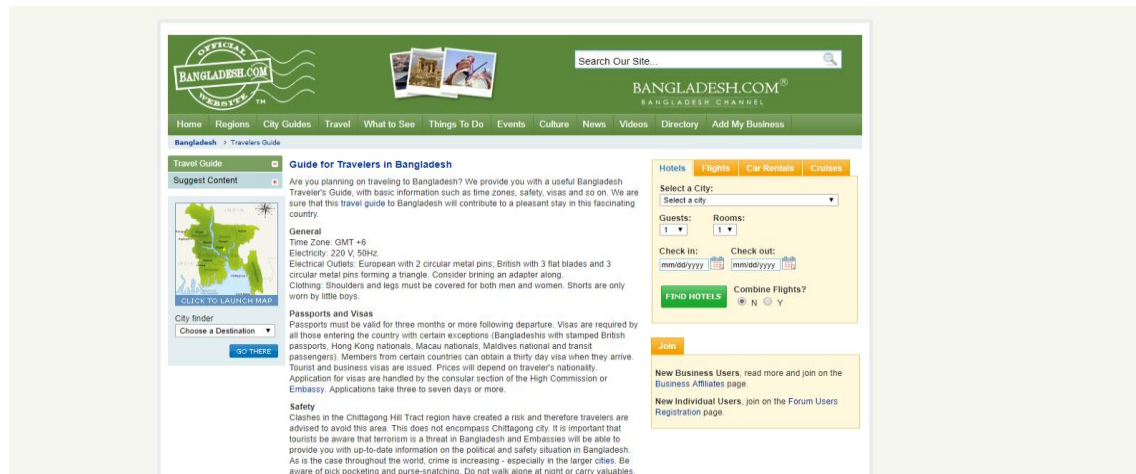 OFFICIAL
BANGLADESH.COM
WEBSITE TM
Search Our Site...
BANGLADESH.COM®
BANGLADESH CHANNEL
Home Regions City Guides Travel What to See Things To Do Events Culture News Videos Directory Add My Business
Bangladesh > Travelers Guide
Travel Guide
Suggest Content
INDIA
CLICK TO LAUNCH MAP
City finder
Choose a Destination
GO THERE
Guide for Travelers in Bangladesh
Are you planning on traveling to Bangladesh? We provide you with a useful Bangladesh
Traveler's Guide, with basic information such as time zones, safety, visas and so on. We are
sure that this travel guide to Bangladesh will contribute to a pleasant stay in this fascinating
country.
General
Time Zone: GMT +6
Electricity: 220 V, 50Hz.
Electrical Outlets: European with 2 circular metal pins; British with 3 flat blades and 3
circular metal pins forming a triangle. Consider brining an adapter along.
Clothing: Shoulders and legs must be covered for both men and women. Shorts are only
worn by little boys.
Passports and Visas
Passports must be valid for three months or more following departure. Visas are required by
all those entering the country with certain exceptions (Bangladeshis with stamped British
passports, Hong Kong nationals, Macau nationals, Maldives national and transit
passengers). Members from certain countries can obtain a thirty day visa when they arrive.
Tourist and business visas are issued. Prices will depend on traveler's nationality.
Application for visas are handled by the consular section of the High Commission or
Embassy. Applications take three to seven days or more.
Safety
Clashes in the Chittagong Hill Tract region have created a risk and therefore travelers are
advised to avoid this area. This does not encompass Chittagong city. It is important that
tourists be aware that terrorism is a threat in Bangladesh and Embassies will be able to
provide you with up-to-date information on the political and safety situation in Bangladesh.
As is the case throughout the world, crime is increasing - especially in the larger cities. Be
aware of pick pocketing and purse-snatching. Do not walk alone at night or carry valuables.
Hotels Flights Car Rentals Cruises
Select a City:
Select a city
Guests: Rooms:
1 1
Check in: Check out:
mm/dd/yyyy mm/dd/yyyy
FIND HOTELS Combine Flights?
N Y
Join
New Business Users, read more and join on the
Business Affiliates page.
New Individual Users, join on the Forum Users
Registration page.